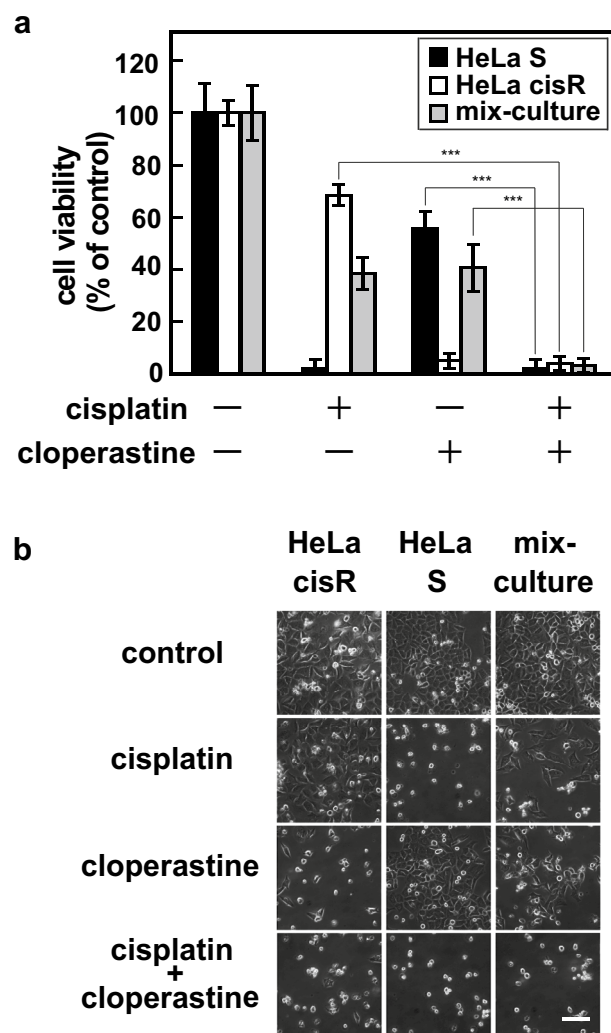 a
cell viability
(% of control)
120
100
80
60
40
20
0
HeLa S
HeLa cisR
mix-culture
***
***
***
cisplatin − + − +
cloperastine − − + +
b
HeLa cisR
HeLa S
mix-culture
control
cisplatin
cloperastine
cisplatin
+
cloperastine